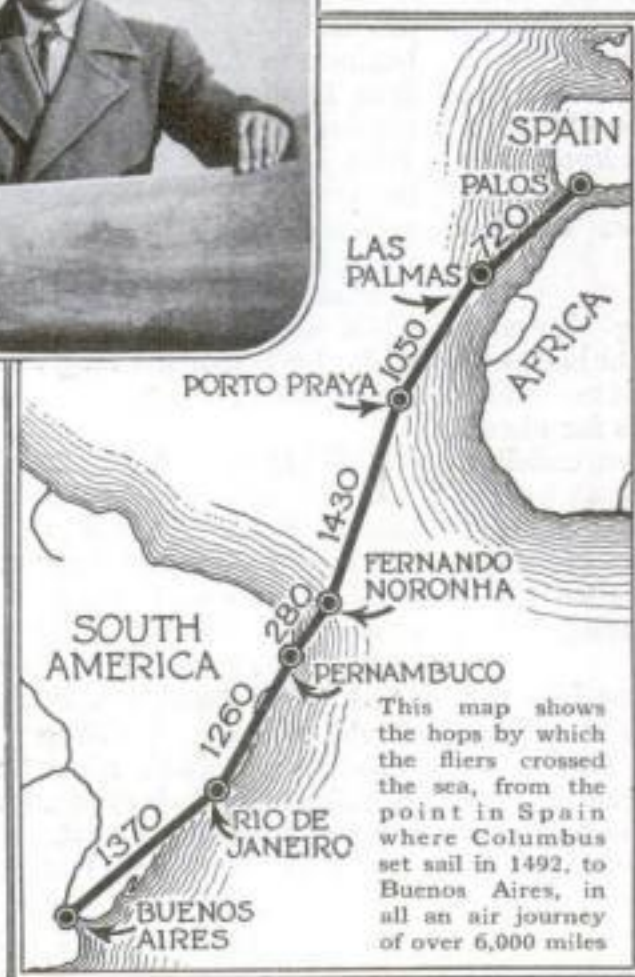 SPAIN
PALOS
720
LAS
PALMAS
AFRICA
1050
PORTO PRAYA
1430
FERNANDO
NORONHA
280
SOUTH
AMERICA
PERNAMBUCO
1260
This map shows
the hops by which
the fliers crossed
the sea, from the
point in Spain
where Columbus
set sail in 1492, to
Buenos Aires, in
all an air journey
of over 6,000 miles
RIO DE
JANEIRO
1370
BUENOS
AIRES